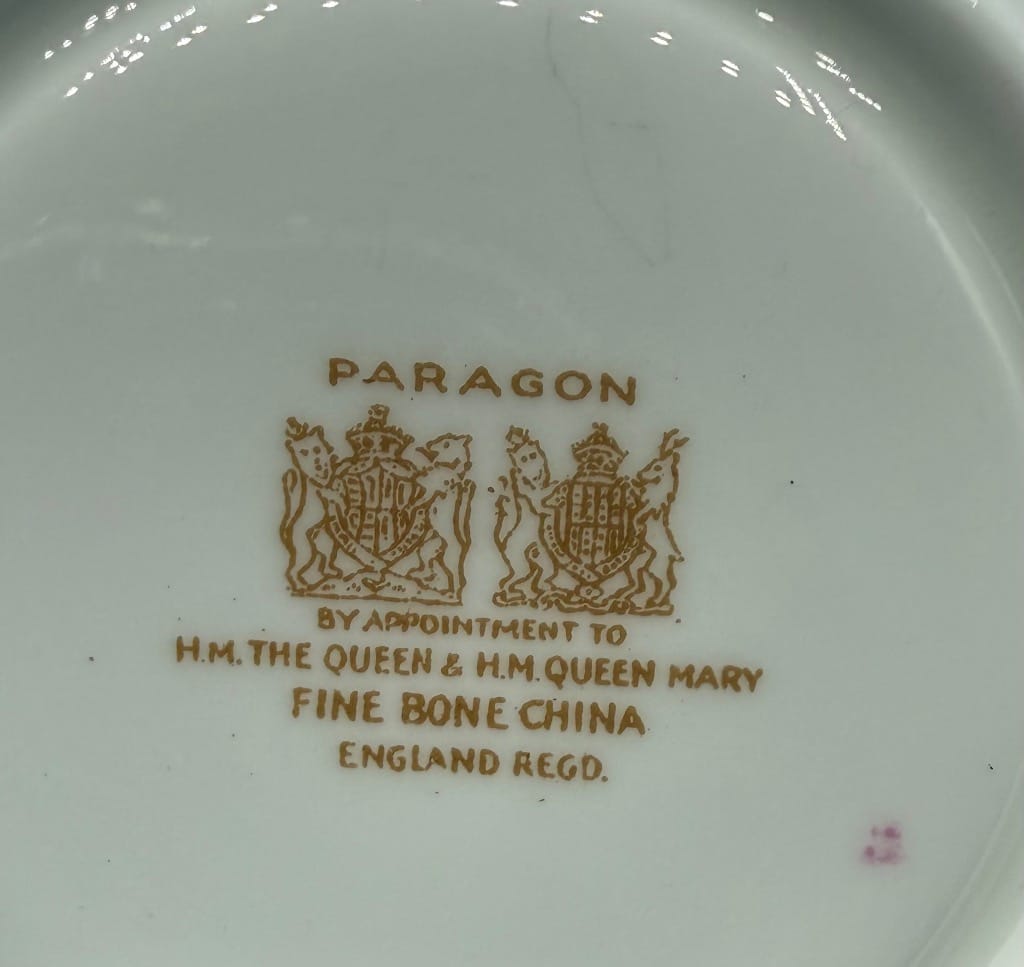 PARAGON
BY APPOINTMENT TO
H.M. THE QUEEN & H.M. QUEEN MARY
FINE BONE CHINA
ENGLAND REGD.